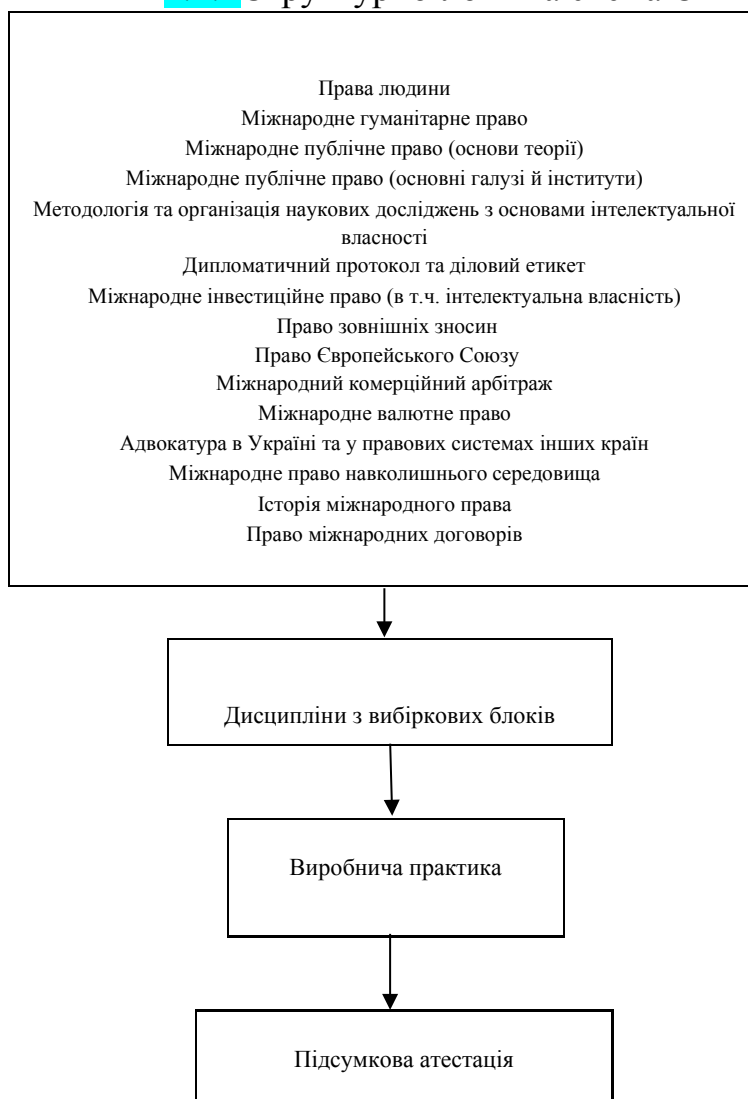 Права людини
Міжнародне гуманітарне право
Міжнародне публічне право (основи теорії)
Міжнародне публічне право (основні галузі й інститути)
Методологія та організація наукових досліджень з основами інтелектуальної
власності
Дипломатичний протокол та діловий етикет
Міжнародне інвестиційне право (в т.ч. інтелектуальна власність)
Право зовнішніх зносин
Право Європейського Союзу
Міжнародний комерційний арбітраж
Міжнародне валютне право
Адвокатура в Україні та у правових системах інших країн
Міжнародне право навколишнього середовища
Історія міжнародного права
Право міжнародних договорів
Дисципліни з вибіркових блоків
Виробнича практика
Підсумкова атестація